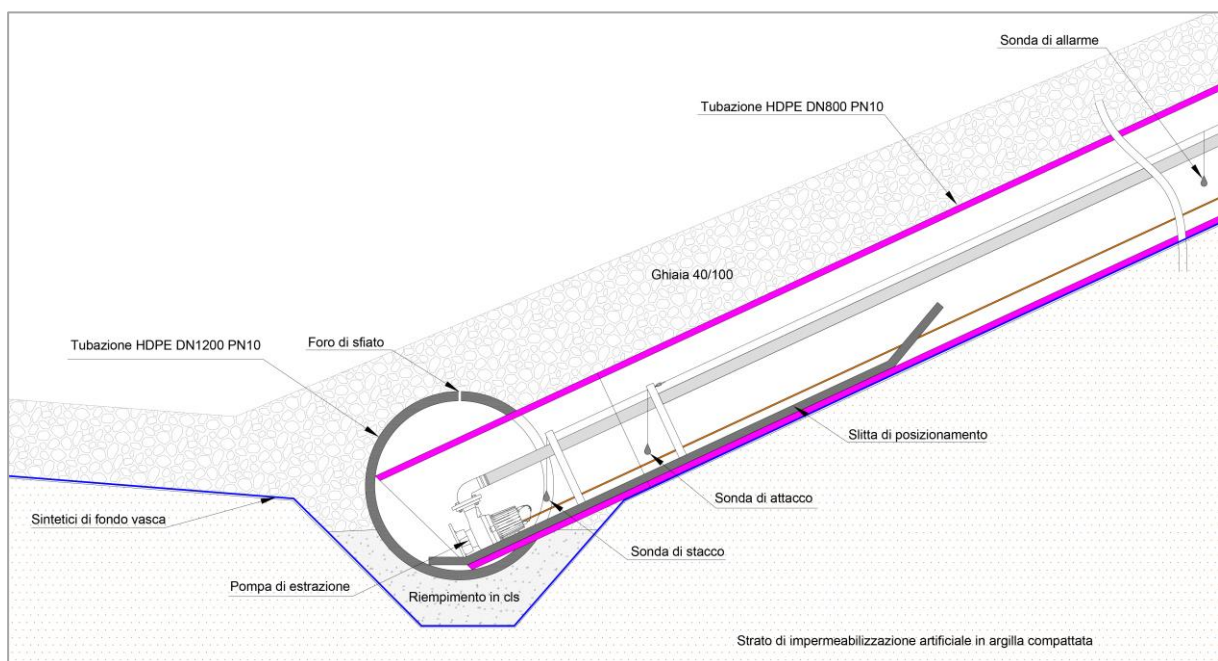 Sonda di allarme
Tubazione HDPE DN800 PN10
Ghiaia 40/100
Tubazione HDPE DN1200 PN10
Foro di sfiato
Slitta di posizionamento
Sonda di attacco
Sintetici di fondo vasca
Sonda di stacco
Pompa di estrazione
Riempimento in cls
Strato di impermeabilizzazione artificiale in argilla compattata